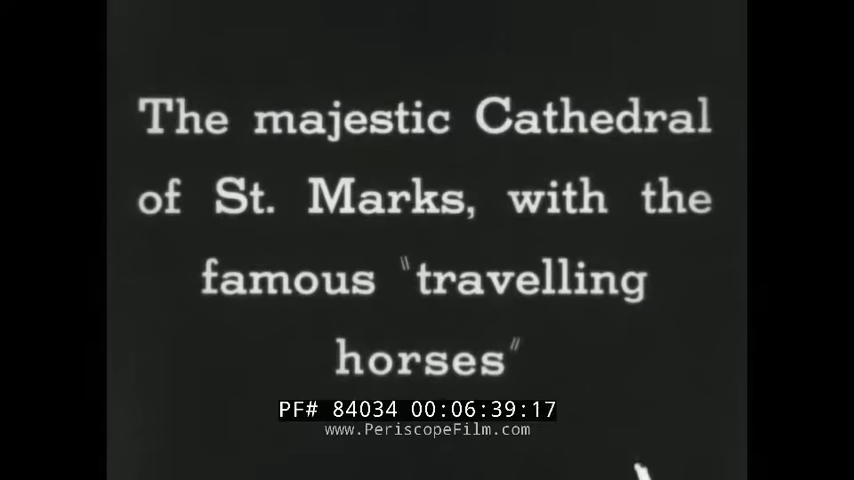 The majestic Cathedral
of St. Marks, with the
famous "travelling
horses"
PF# 84034 00:06:39:17
www.PeriscopeFilm.com